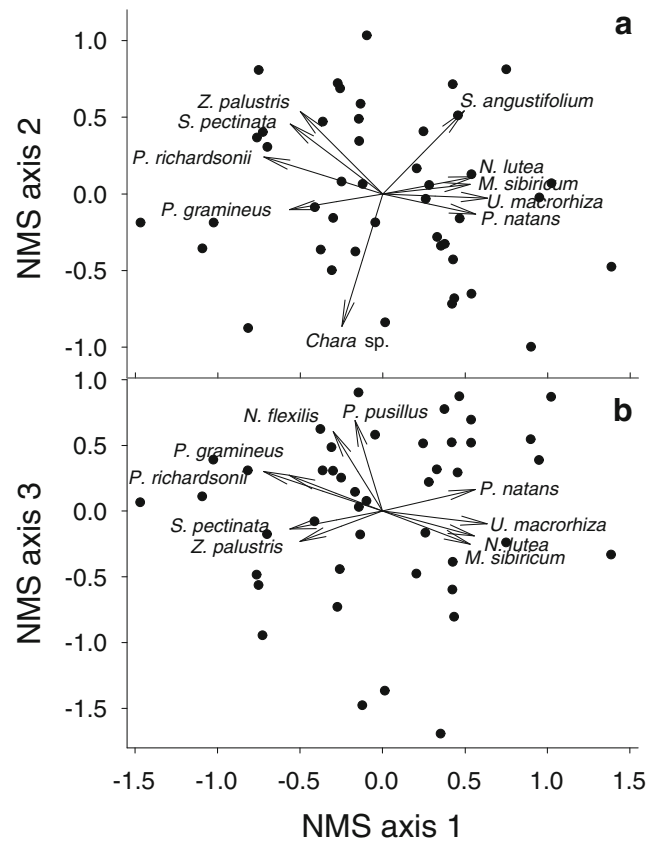 a
1.0
Z. palustris
S. angustifolium
0.5
S. pectinata
P. richardsonii
N. lutea
M. sibiricum
0.0
U. macrorhiza
P. gramineus
P. natans
-0.5
-1.0
Chara sp.
NMS axis 2
b
1.0
N. flexilis
P. pusillus
0.5
P. gramineus
P. richardsonii
P. natans
0.0
S. pectinata
U. macrorhiza
Z. palustris
N. lutea
M. sibiricum
-0.5
-1.0
-1.5
NMS axis 3
-1.5 -1.0 -0.5 0.0 0.5 1.0 1.5
NMS axis 1